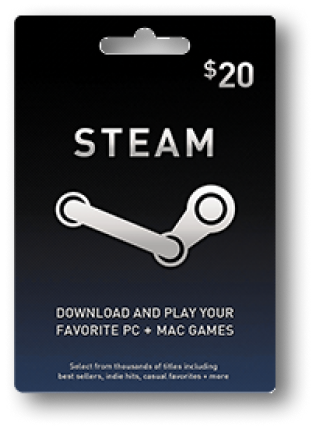 $20
STEAM
DOWNLOAD AND PLAY YOUR
FAVORITE PC + MAC GAMES
Select from thousands of titles including
best sellers, indie hits, casual favorites + more